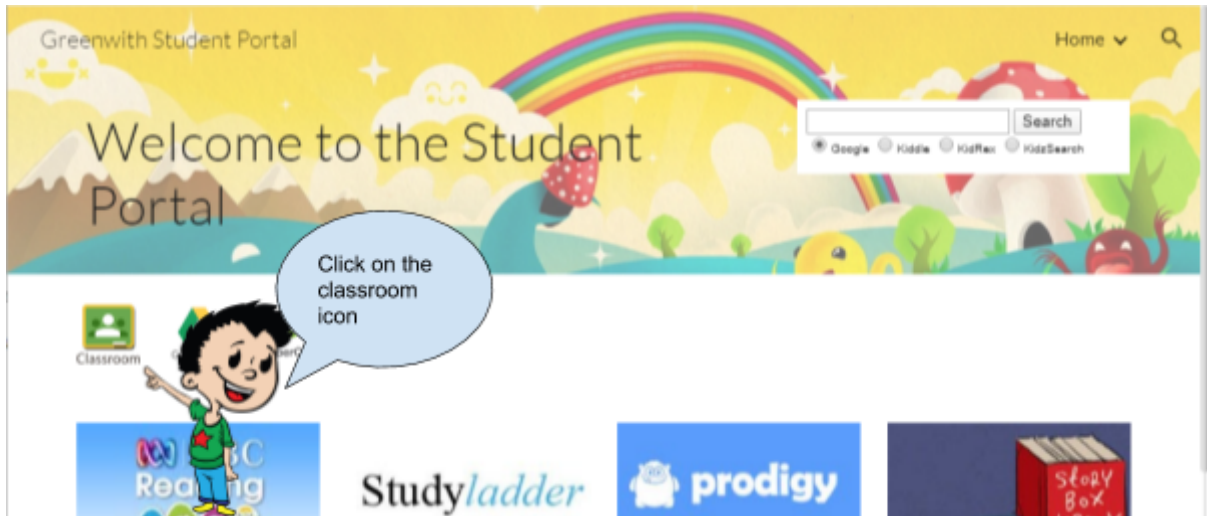 Greenwith Student Portal
Home
Welcome to the Student
Portal
Search
Google Kiddle KidRex KidzSearch
Click on the
classroom
icon
Classroom
Studyladder
prodigy
STORY
BOX